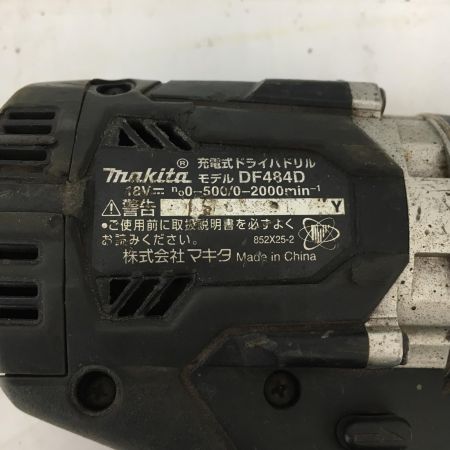 makita® 充電式ドライバドリル
モデル DF484D
18V⎓ n₀0-500/0-2000min⁻¹
⚠警告 Y
●ご使用前に取扱説明書を必ずよく
お読みください。 852X25-2
株式会社マキタ Made in China